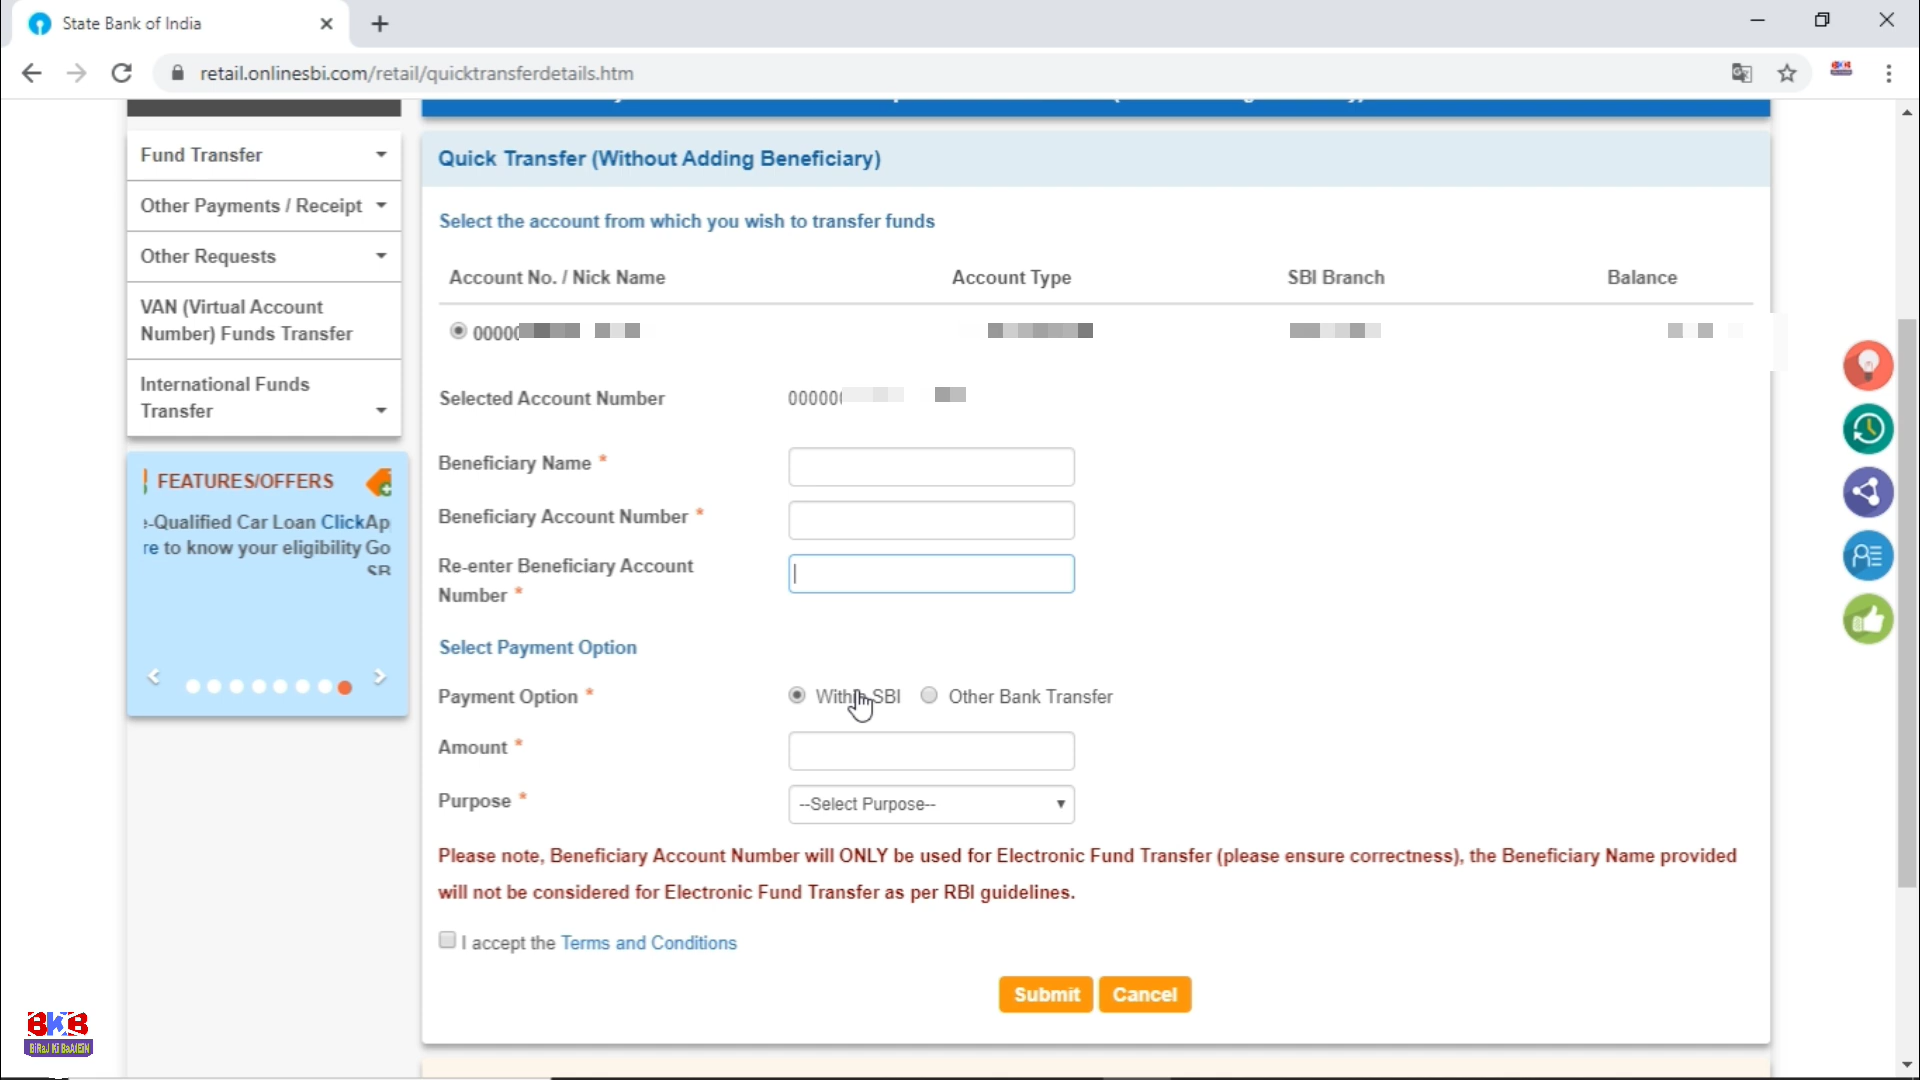 State Bank of India
retail.onlinesbi.com/retail/quicktransferdetails.htm
Fund Transfer
Other Payments / Receipt
Other Requests
VAN (Virtual Account
Number) Funds Transfer
International Funds
Transfer
FEATURES/OFFERS
e-Qualified Car Loan ClickAp
re to know your eligibility Go
SB
Quick Transfer (Without Adding Beneficiary)
Select the account from which you wish to transfer funds
Account No. / Nick Name Account Type SBI Branch Balance
00000
Selected Account Number 00000
Beneficiary Name *
Beneficiary Account Number *
Re-enter Beneficiary Account
Number *
Select Payment Option
Payment Option * Within SBI Other Bank Transfer
Amount *
Purpose * --Select Purpose--
Please note, Beneficiary Account Number will ONLY be used for Electronic Fund Transfer (please ensure correctness), the Beneficiary Name provided
will not be considered for Electronic Fund Transfer as per RBI guidelines.
I accept the Terms and Conditions
Submit Cancel
BKB
BiRaJ Ki BaAtEiN